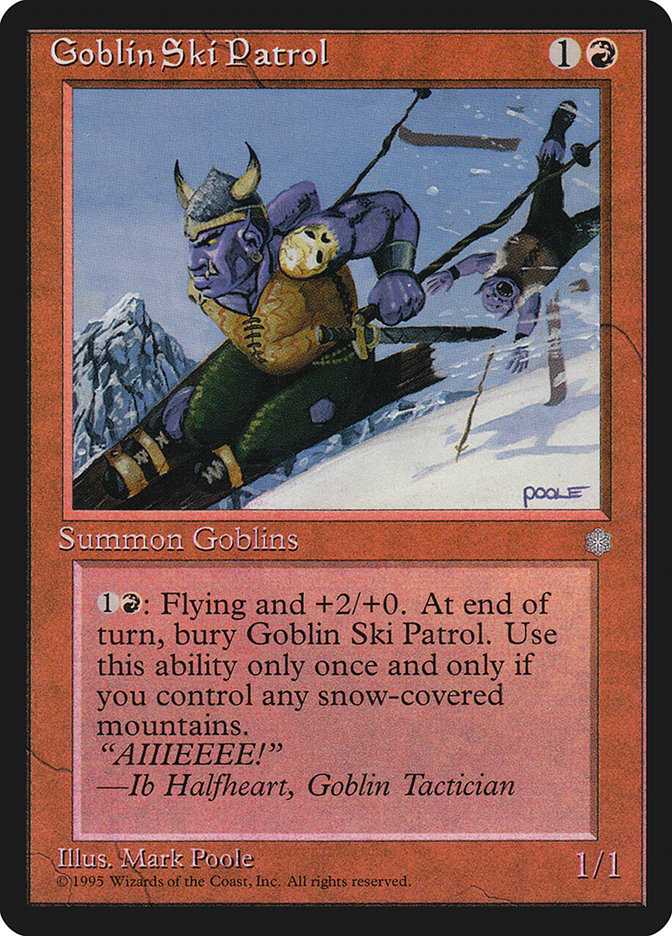 Goblin Ski Patrol
1
POOLE
Summon Goblins
1 : Flying and +2/+0. At end of
turn, bury Goblin Ski Patrol. Use
this ability only once and only if
you control any snow-covered
mountains.
“AIIIEEEE!”
—Ib Halfheart, Goblin Tactician
Illus. Mark Poole
1/1
©1995 Wizards of the Coast, Inc. All rights reserved.